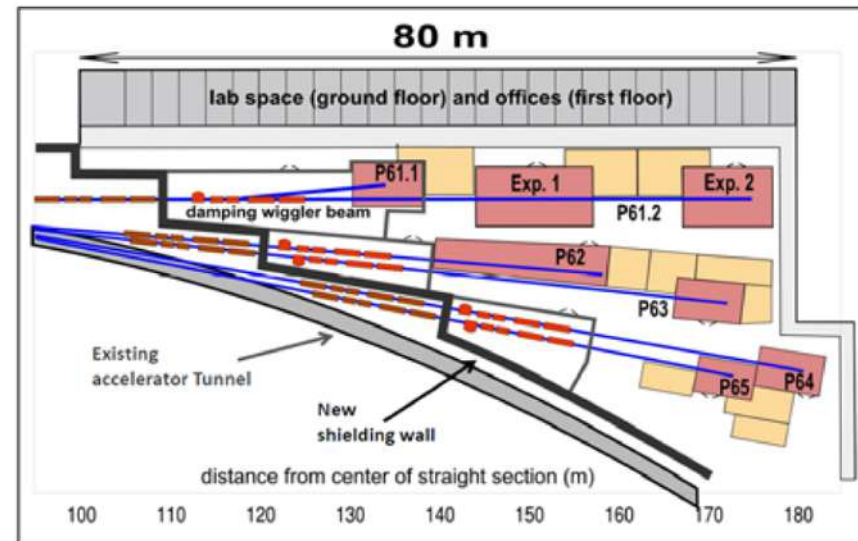 80 m
lab space (ground floor) and offices (first floor)
P61.1
Exp. 1
Exp. 2
damping wiggler beam
P61.2
P62
P63
Existing
accelerator Tunnel
P65
P64
New
shielding wall
distance from center of straight section (m)
100 110 120 130 140 150 160 170 180